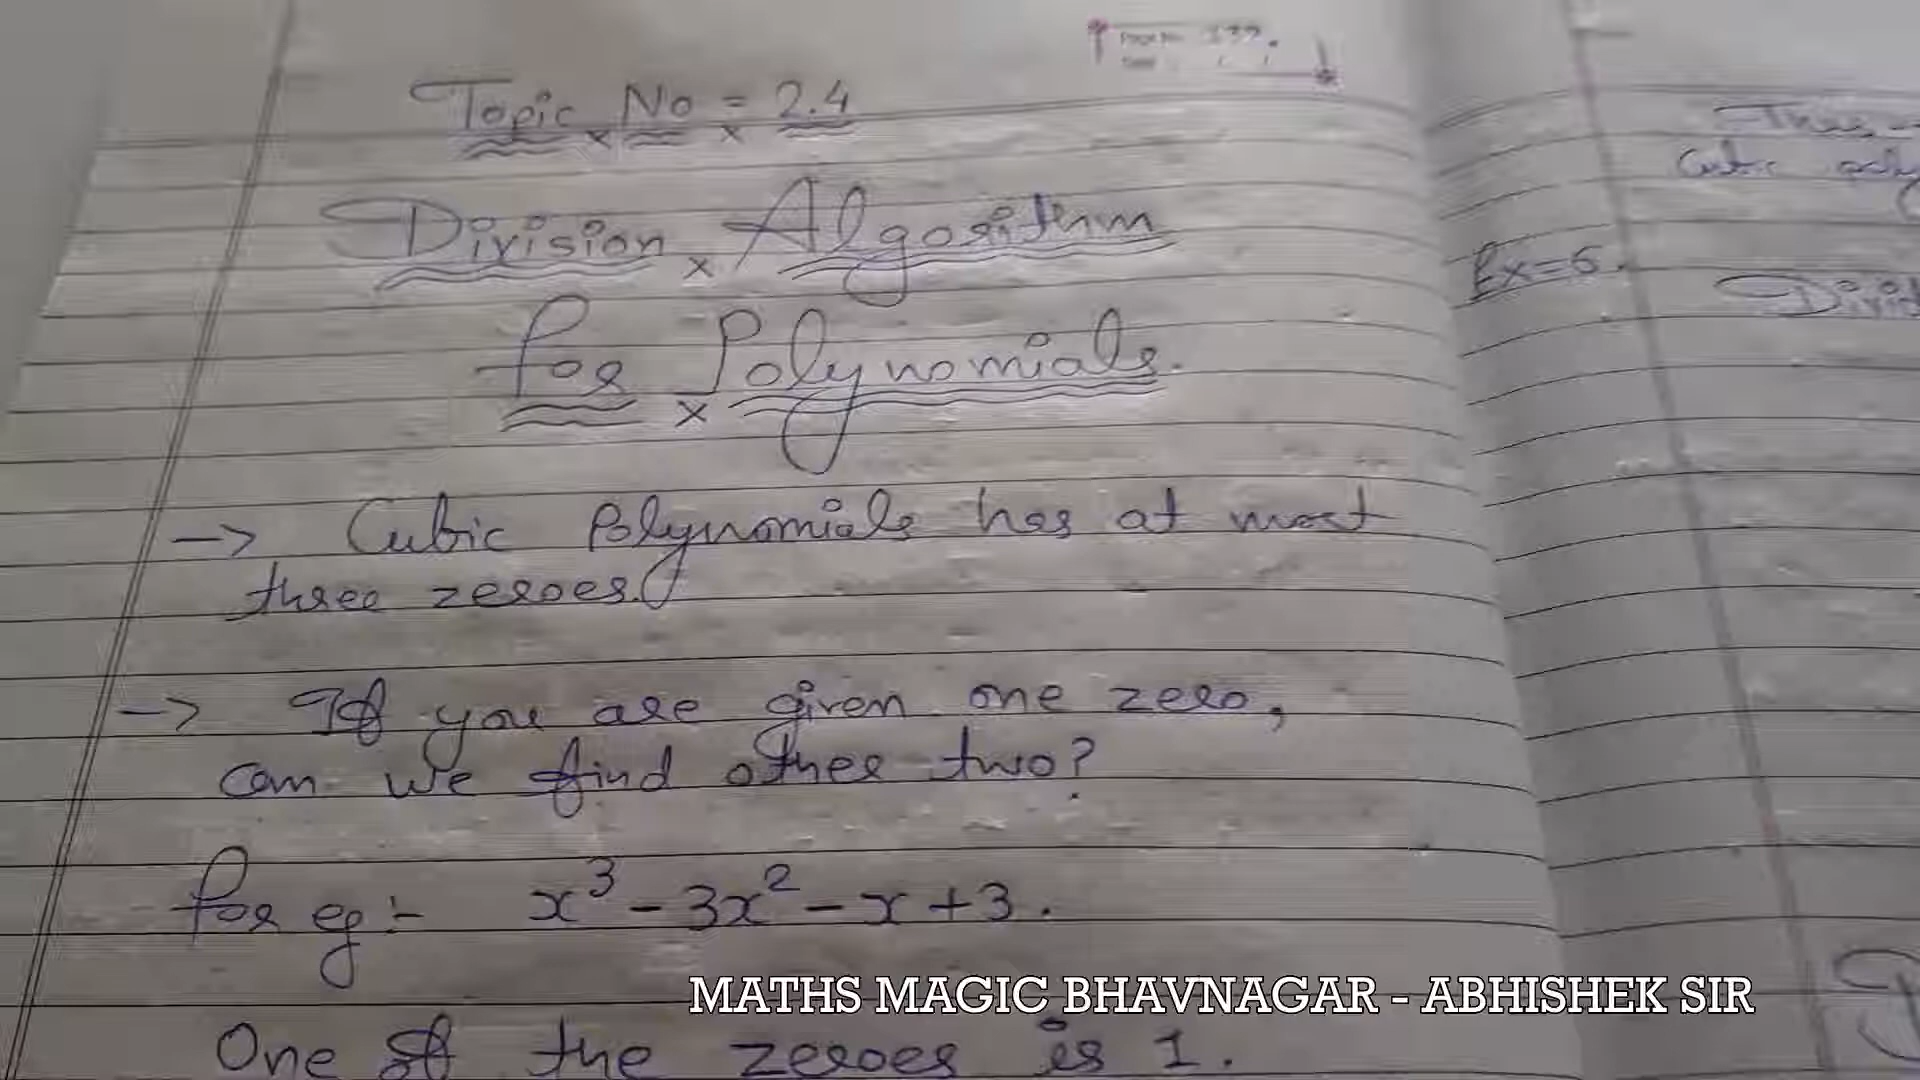 Topic No = 2.4
Division Algorithm
for Polynomials.
→ Cubic Polynomials has at most
three zeroes.
→ If you are given one zero,
can we find other two?
For eg :- x³ - 3x² - x + 3.
MATHS MAGIC BHAVNAGAR - ABHISHEK SIR
One of the zeroes is 1.
Thus
Cubic
Ex = 6.